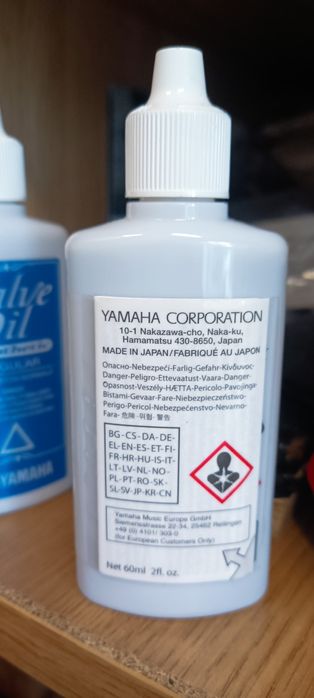 YAMAHA CORPORATION
10-1 Nakazawa-cho, Naka-ku,
Hamamatsu 430-8650, Japan
MADE IN JAPAN/FABRIQUÉ AU JAPON
Опасно-Nebezpečí-Farlig-Gefahr-Κίνδυνος-
Danger-Peligro-Ettevaatust-Vaara-Danger-
Opasnost-Veszély-HÆTTA-Pericolo-Pavojinga-
Bīstami-Gevaar-Fare-Niebezpieczeństwo-
Perigo-Pericol-Nebezpečenstvo-Nevarno-
Fara- 危険 -위험- 警告
BG-CS-DA-DE-
EL-EN-ES-ET-FI-
FR-HR-HU-IS-IT-
LT-LV-NL-NO-
PL-PT-RO-SK-
SL-SV-JP-KR-CN
Yamaha Music Europe GmbH
Siemensstrasse 22-34, 25462 Rellingen
+49 (0) 4101/ 303-0
(for European Customers Only)
Net 60ml 2fl. oz.
alve
Oil
ULAR
YAMAHA